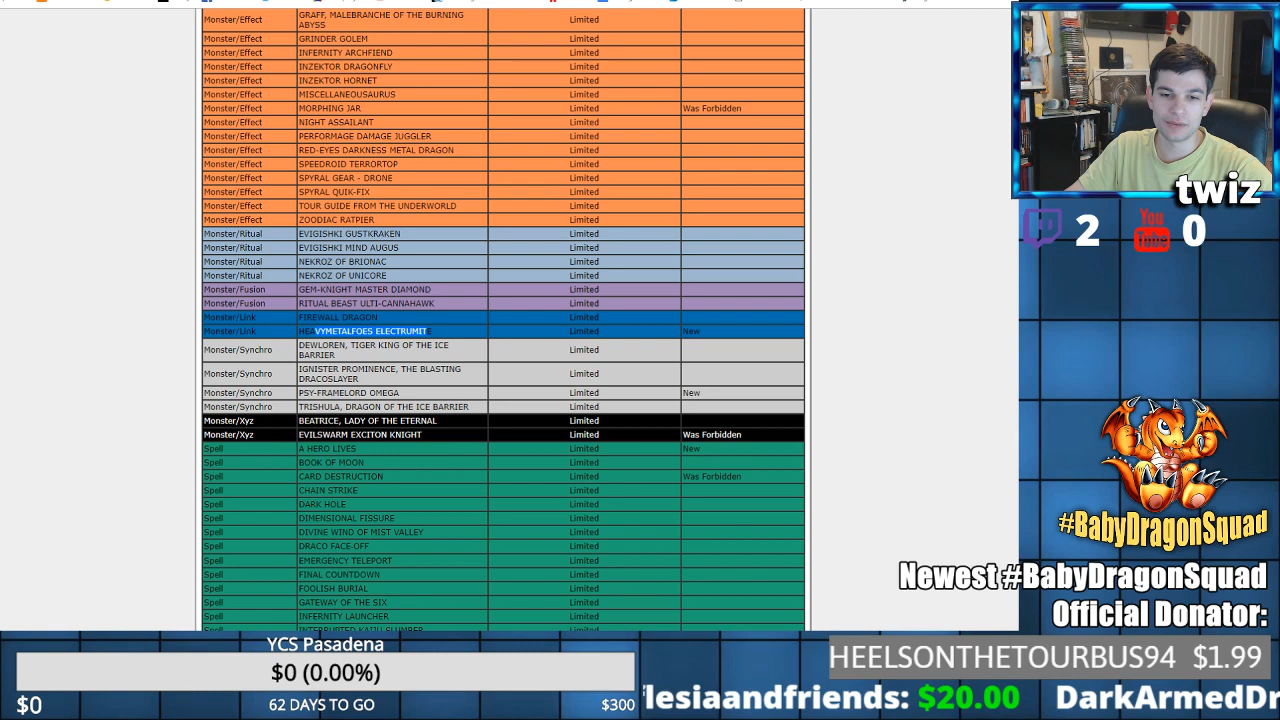 GRAFF, MALEBRANCHE OF THE BURNING
Monster/Effect ABYSS Limited
Monster/Effect GRINDER GOLEM Limited
Monster/Effect INFERNITY ARCHFIEND Limited
Monster/Effect INZEKTOR DRAGONFLY Limited
Monster/Effect INZEKTOR HORNET Limited
Monster/Effect MISCELLANEOUSAURUS Limited
Monster/Effect MORPHING JAR Limited Was Forbidden
Monster/Effect NIGHT ASSAILANT Limited
Monster/Effect PERFORMAGE DAMAGE JUGGLER Limited
Monster/Effect RED-EYES DARKNESS METAL DRAGON Limited
Monster/Effect SPEEDROID TERRORTOP Limited
Monster/Effect SPYRAL GEAR - DRONE Limited
Monster/Effect SPYRAL QUIK-FIX Limited
Monster/Effect TOUR GUIDE FROM THE UNDERWORLD Limited
Monster/Effect ZOODIAC RATPIER Limited
Monster/Ritual EVIGISHKI GUSTKRAKEN Limited
Monster/Ritual EVIGISHKI MIND AUGUS Limited
Monster/Ritual NEKROZ OF BRIONAC Limited
Monster/Ritual NEKROZ OF UNICORE Limited
Monster/Fusion GEM-KNIGHT MASTER DIAMOND Limited
Monster/Fusion RITUAL BEAST ULTI-CANNAHAWK Limited
Monster/Link FIREWALL DRAGON Limited
Monster/Link HEAVYMETALFOES ELECTRUMITE Limited New
DEWLOREN, TIGER KING OF THE ICE
Monster/Synchro BARRIER Limited
IGNISTER PROMINENCE, THE BLASTING
Monster/Synchro DRACOSLAYER Limited
Monster/Synchro PSY-FRAMELORD OMEGA Limited New
Monster/Synchro TRISHULA, DRAGON OF THE ICE BARRIER Limited
Monster/Xyz BEATRICE, LADY OF THE ETERNAL Limited
Monster/Xyz EVILSWARM EXCITON KNIGHT Limited Was Forbidden
Spell A HERO LIVES Limited New
Spell BOOK OF MOON Limited
Spell CARD DESTRUCTION Limited Was Forbidden
Spell CHAIN STRIKE Limited
Spell DARK HOLE Limited
Spell DIMENSIONAL FISSURE Limited
Spell DIVINE WIND OF MIST VALLEY Limited
Spell DRACO FACE-OFF Limited
Spell EMERGENCY TELEPORT Limited
Spell FINAL COUNTDOWN Limited
Spell FOOLISH BURIAL Limited
Spell GATEWAY OF THE SIX Limited
Spell INFERNITY LAUNCHER Limited
Spell INTERRUPTED KAIJU SLUMBER Limited
twiz
2 You Tube 0
#BabyDragonSquad
Newest #BabyDragonSquad
Official Donator:
HEELSONTHETOURBUS94 $1.99
lesiaandfriends: $20.00 DarkArmedDr
YCS Pasadena
$0 (0.00%)
$0 62 DAYS TO GO $300